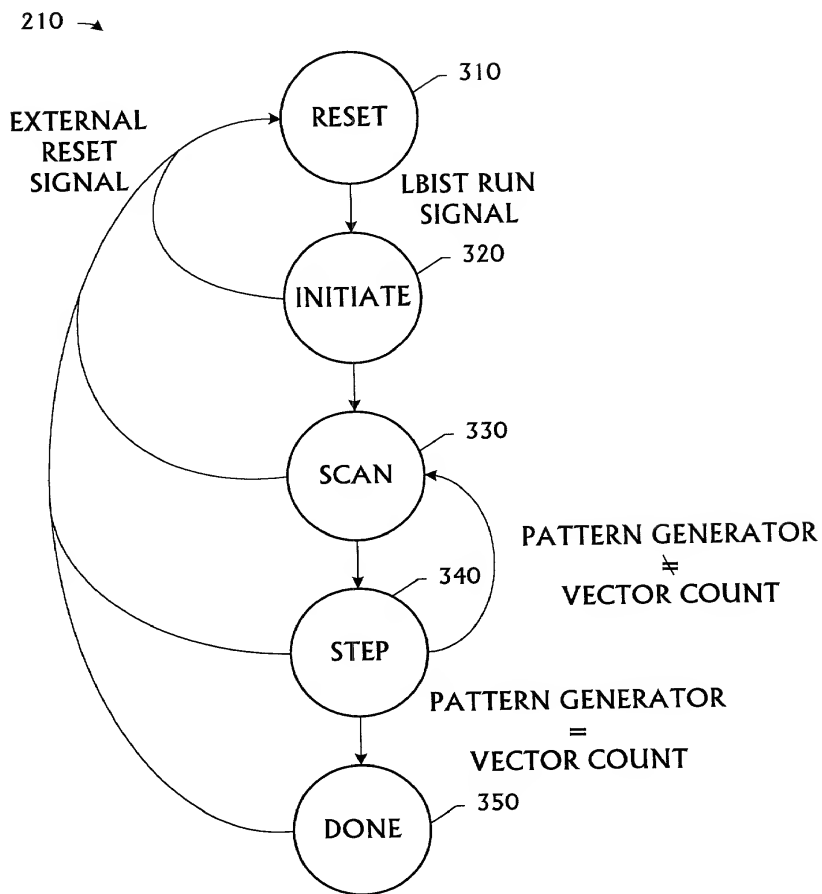 210
310
RESET
EXTERNAL
RESET
SIGNAL
LBIST RUN
SIGNAL
320
INITIATE
330
SCAN
PATTERN GENERATOR
≠
VECTOR COUNT
340
STEP
PATTERN GENERATOR
=
VECTOR COUNT
350
DONE